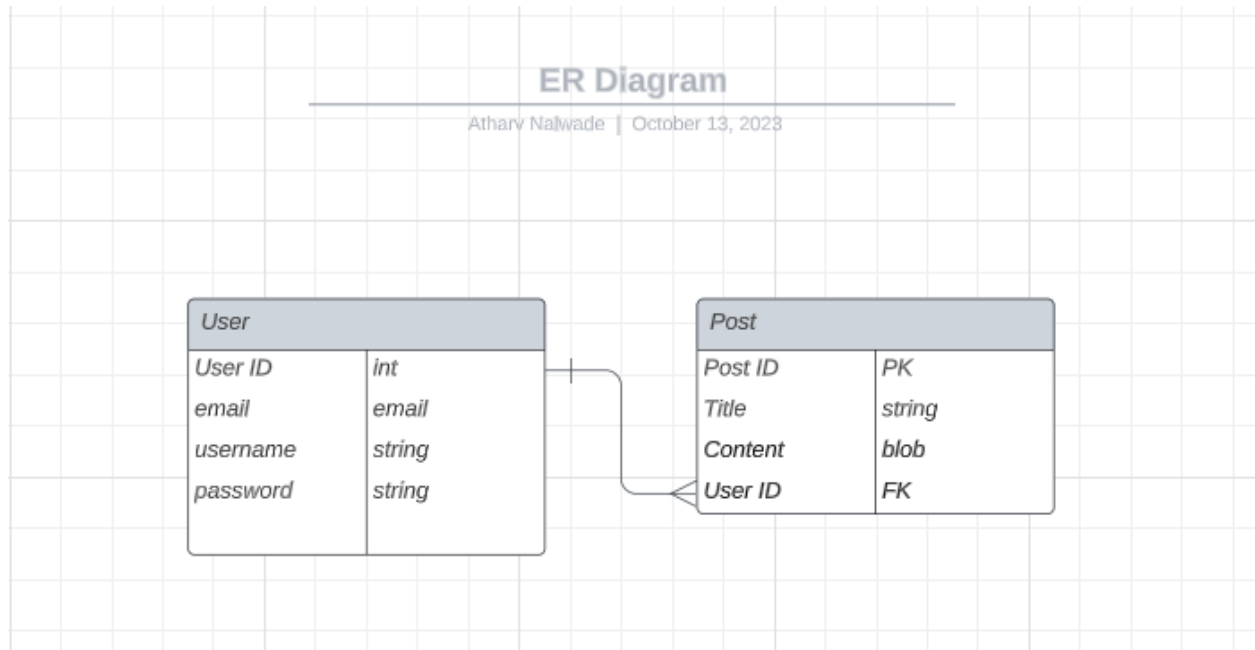 ER Diagram
Atharv Nalwade | October 13, 2023
User
User ID int
email email
username string
password string
Post
Post ID PK
Title string
Content blob
User ID FK